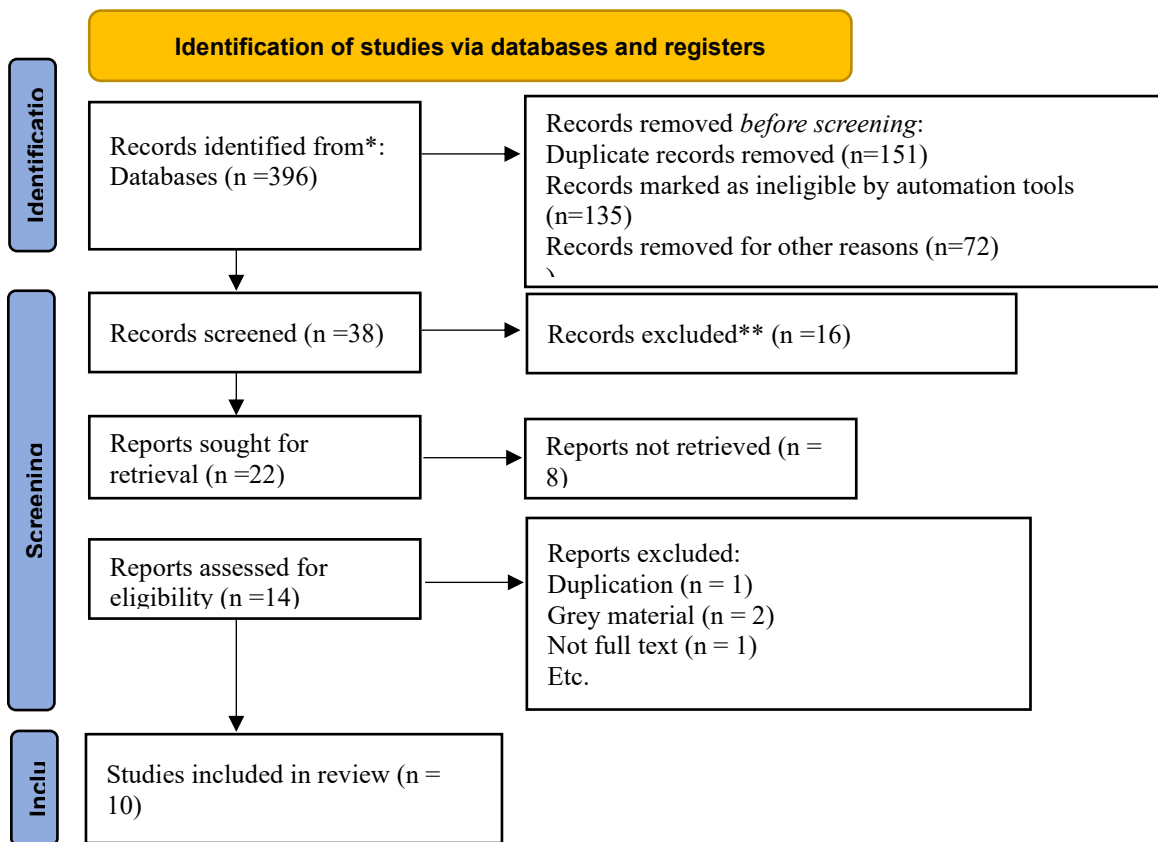 Identification of studies via databases and registers
Identificatio
Records identified from*:
Databases (n =396)
Records removed before screening:
Duplicate records removed (n=151)
Records marked as ineligible by automation tools
(n=135)
Records removed for other reasons (n=72)
)
Screening
Records screened (n =38)
Records excluded** (n =16)
Reports sought for
retrieval (n =22)
Reports not retrieved (n =
8)
Reports assessed for
eligibility (n =14)
Reports excluded:
Duplication (n = 1)
Grey material (n = 2)
Not full text (n = 1)
Etc.
Inclu
Studies included in review (n =
10)